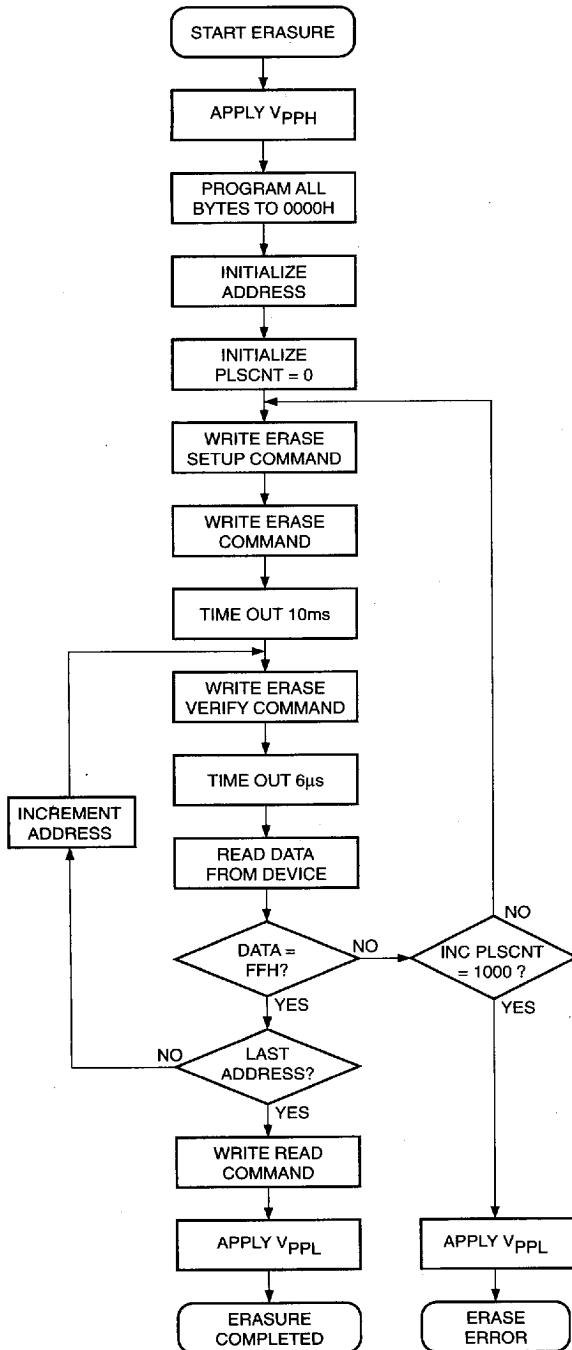 START ERASURE
APPLY VPPH
PROGRAM ALL
BYTES TO 0000H
INITIALIZE
ADDRESS
INITIALIZE
PLSCNT = 0
WRITE ERASE
SETUP COMMAND
WRITE ERASE
COMMAND
TIME OUT 10ms
WRITE ERASE
VERIFY COMMAND
TIME OUT 6µs
INCREMENT
ADDRESS
READ DATA
FROM DEVICE
NO
DATA =
FFH?
NO
INC PLSCNT
= 1000 ?
YES
YES
NO
LAST
ADDRESS?
YES
WRITE READ
COMMAND
APPLY VPPL
APPLY VPPL
ERASURE
COMPLETED
ERASE
ERROR